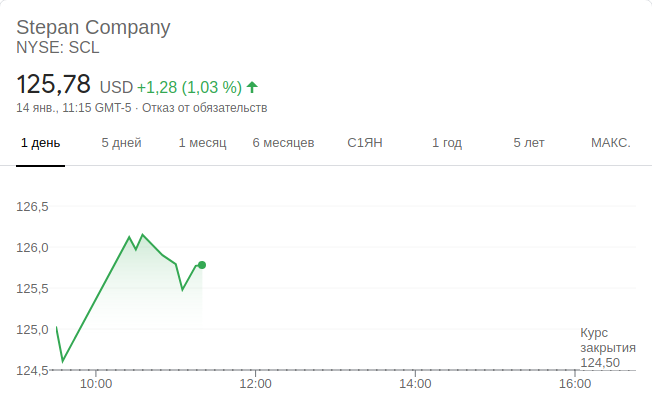 Stepan Company
NYSE: SCL
125,78 USD +1,28 (1,03 %)
14 янв., 11:15 GMT-5 · Отказ от обязательств
1 день 5 дней 1 месяц 6 месяцев С1ЯН 1 год 5 лет МАКС.
126,5
126,0
125,5
125,0
Курс
закрытия
124,50
124,5
10:00 12:00 14:00 16:00